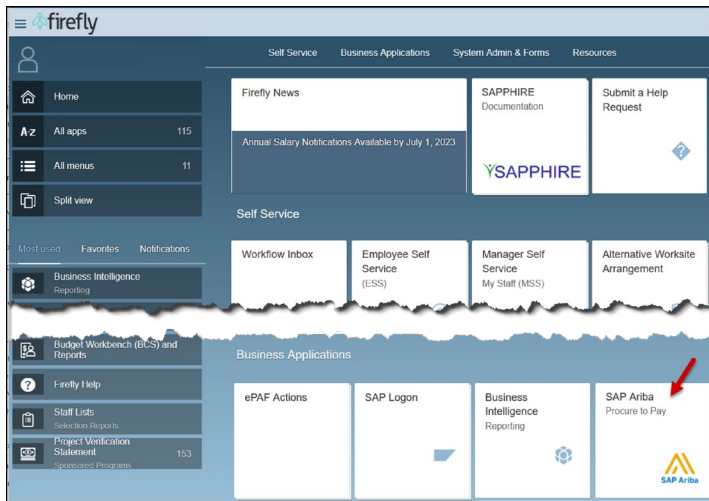 firefly
Self Service Business Applications System Admin & Forms Resources
Home
A-Z All apps 115
All menus 11
Split view
Most used Favorites Notifications
Business Intelligence
Reporting
Budget Workbench (BCS) and
Reports
Firefly Help
Staff Lists
Selection Reports
Project Verification
Statement 153
Sponsored Programs
Firefly News
Annual Salary Notifications Available by July 1, 2023
SAPPHIRE
Documentation
SAPPHIRE
Submit a Help
Request
Self Service
Workflow Inbox
Employee Self
Service
(ESS)
Manager Self
Service
My Staff (MSS)
Alternative Worksite
Arrangement
Business Applications
ePAF Actions
SAP Logon
Business
Intelligence
Reporting
SAP Ariba
Procure to Pay
SAP Ariba